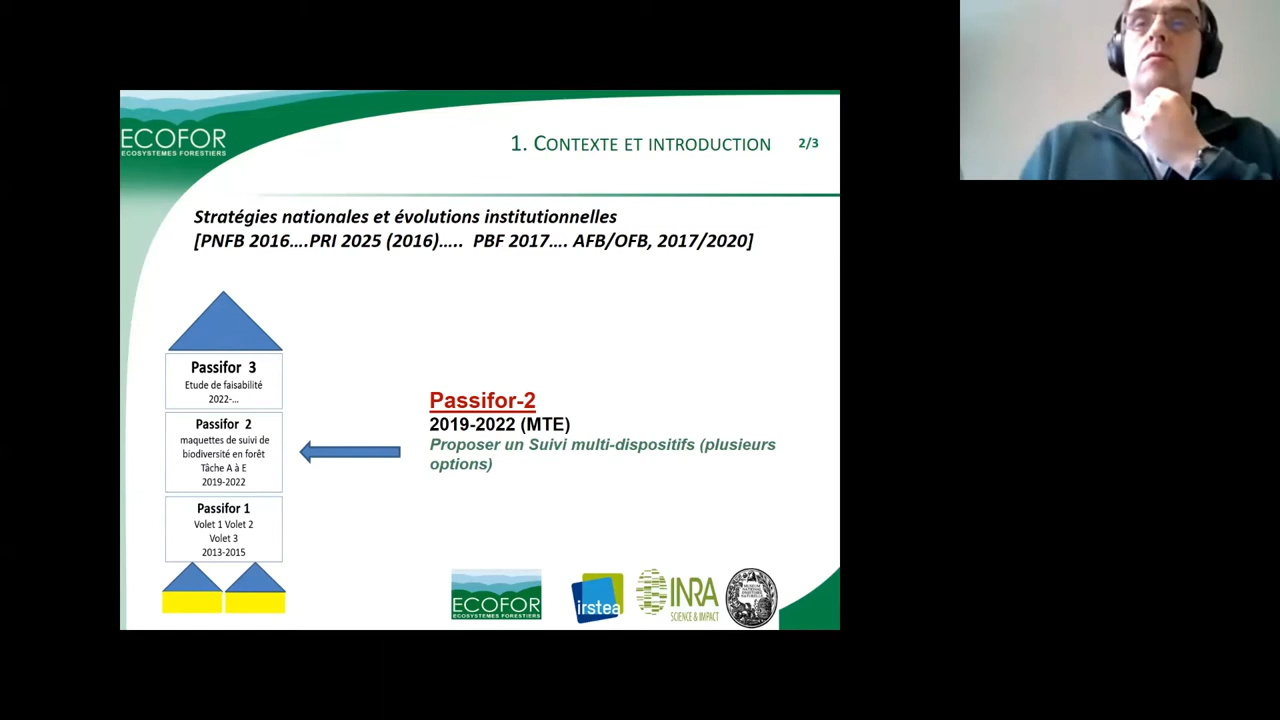 ECOFOR
ECOSYSTEMES FORESTIERS
1. CONTEXTE ET INTRODUCTION 2/3
Stratégies nationales et évolutions institutionnelles
[PNFB 2016….PRI 2025 (2016)….. PBF 2017…. AFB/OFB, 2017/2020]
Passifor 3
Etude de faisabilité
2022-…
Passifor 2
maquettes de suivi de
biodiversité en forêt
Tâche A à E
2019-2022
Passifor 1
Volet 1 Volet 2
Volet 3
2013-2015
Passifor-2
2019-2022 (MTE)
Proposer un Suivi multi-dispositifs (plusieurs
options)
ECOFOR
ECOSYSTEMES FORESTIERS
irstea
INRA
SCIENCE & IMPACT